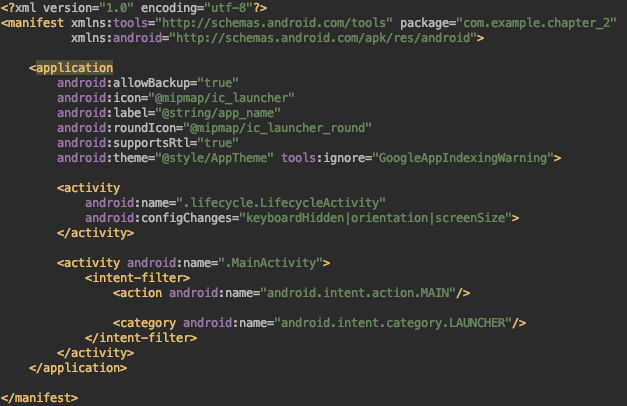 <?xml version="1.0" encoding="utf-8"?>
<manifest xmlns:tools="http://schemas.android.com/tools" package="com.example.chapter_2"
          xmlns:android="http://schemas.android.com/apk/res/android">

    <application
        android:allowBackup="true"
        android:icon="@mipmap/ic_launcher"
        android:label="@string/app_name"
        android:roundIcon="@mipmap/ic_launcher_round"
        android:supportsRtl="true"
        android:theme="@style/AppTheme" tools:ignore="GoogleAppIndexingWarning">

        <activity
            android:name=".lifecycle.LifecycleActivity"
            android:configChanges="keyboardHidden|orientation|screenSize">
        </activity>

        <activity android:name=".MainActivity">
            <intent-filter>
                <action android:name="android.intent.action.MAIN"/>

                <category android:name="android.intent.category.LAUNCHER"/>
            </intent-filter>
        </activity>
    </application>

</manifest>